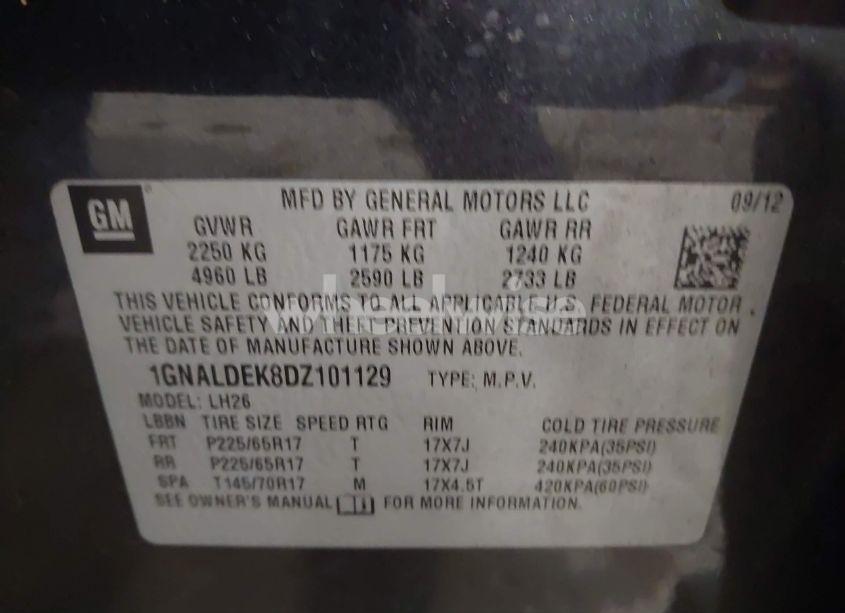 GM MFD BY GENERAL MOTORS LLC 09/12
GVWR GAWR FRT GAWR RR
2250 KG 1175 KG 1240 KG
4960 LB 2590 LB 2733 LB
THIS VEHICLE CONFORMS TO ALL APPLICABLE U.S. FEDERAL MOTOR
VEHICLE SAFETY AND THEFT PREVENTION STANDARDS IN EFFECT ON
THE DATE OF MANUFACTURE SHOWN ABOVE.
1GNALDEK8DZ101129 TYPE: M.P.V.
MODEL: LH26
LBBN TIRE SIZE SPEED RTG RIM COLD TIRE PRESSURE
FRT P225/65R17 T 17X7J 240KPA(35PSI)
RR P225/65R17 T 17X7J 240KPA(35PSI)
SPA T145/70R17 M 17X4.5T 420KPA(60PSI)
SEE OWNER'S MANUAL FOR MORE INFORMATION.